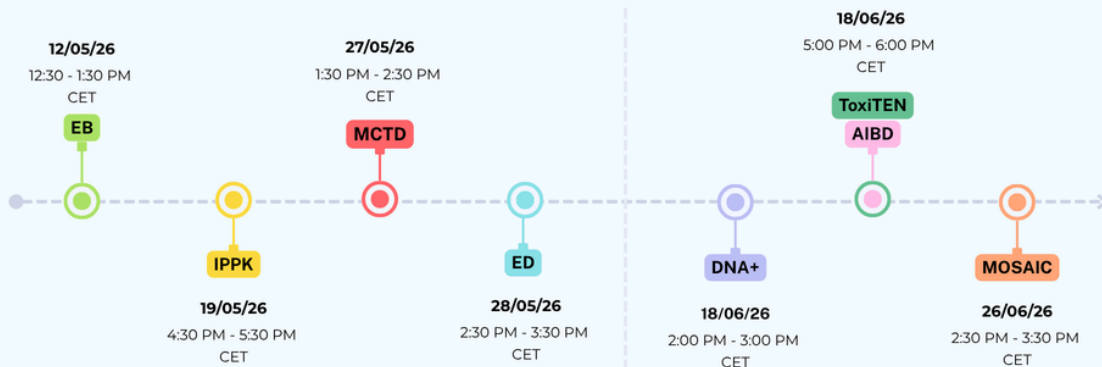 12/05/26
12:30 - 1:30 PM
CET
EB
IPPK
19/05/26
4:30 PM - 5:30 PM
CET
27/05/26
1:30 PM - 2:30 PM
CET
MCTD
ED
28/05/26
2:30 PM - 3:30 PM
CET
DNA+
18/06/26
2:00 PM - 3:00 PM
CET
18/06/26
5:00 PM - 6:00 PM
CET
ToxiTEN
AIBD
MOSAIC
26/06/26
2:30 PM - 3:30 PM
CET